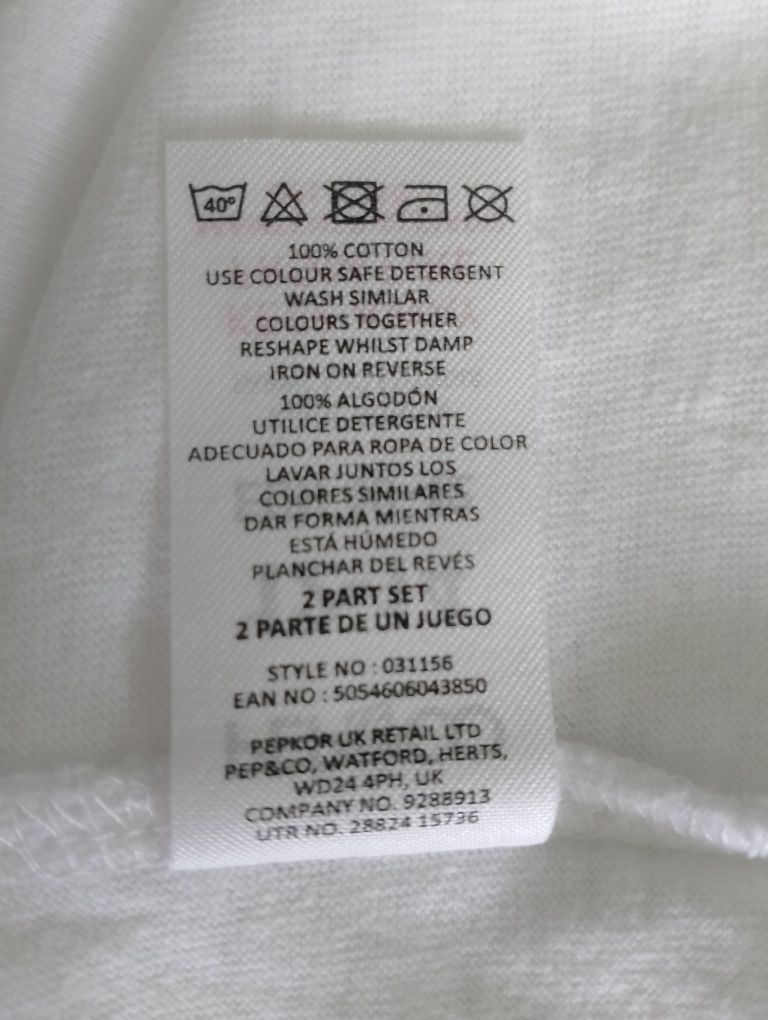 40°
100% COTTON
USE COLOUR SAFE DETERGENT
WASH SIMILAR
COLOURS TOGETHER
RESHAPE WHILST DAMP
IRON ON REVERSE
100% ALGODÓN
UTILICE DETERGENTE
ADECUADO PARA ROPA DE COLOR
LAVAR JUNTOS LOS
COLORES SIMILARES
DAR FORMA MIENTRAS
ESTÁ HÚMEDO
PLANCHAR DEL REVÉS
2 PART SET
2 PARTE DE UN JUEGO
STYLE NO : 031156
EAN NO : 5054606043850
PEPKOR UK RETAIL LTD
PEP&CO, WATFORD, HERTS,
WD24 4PH, UK
COMPANY NO. 9288913
UTR NO. 28824 15736